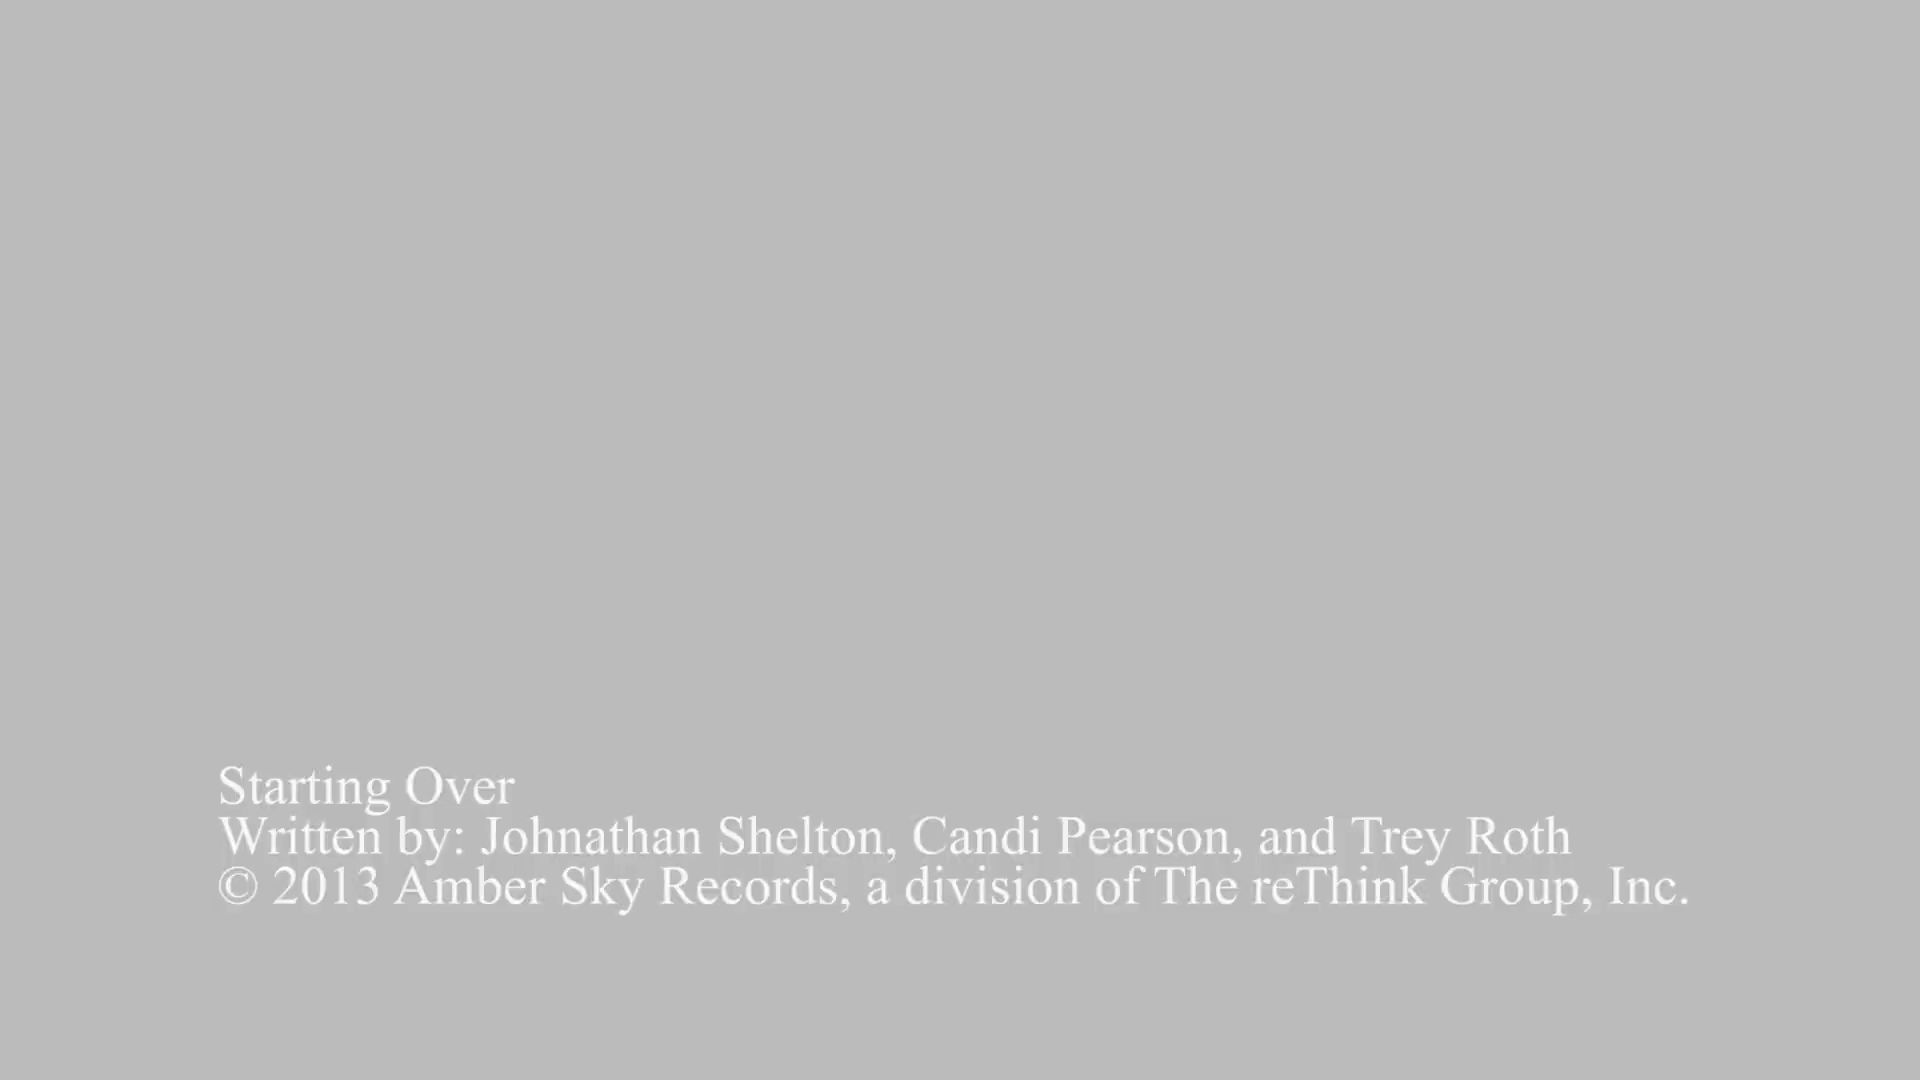 Starting Over
Written by: Johnathan Shelton, Candi Pearson, and Trey Roth
© 2013 Amber Sky Records, a division of The reThink Group, Inc.